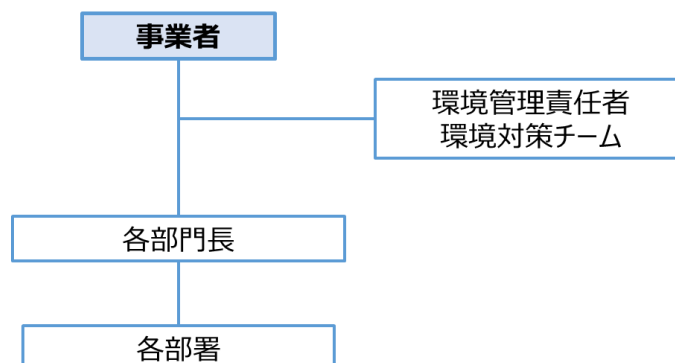 事業者
環境管理責任者
環境対策チーム
各部門長
各部署